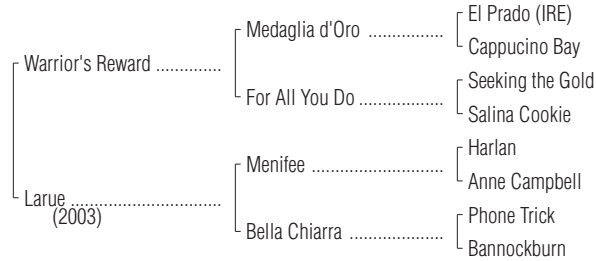 El Prado (IRE)
Medaglia d'Oro ................
Cappucino Bay
Warrior's Reward ..............
Seeking the Gold
For All You Do ..................
Salina Cookie
Harlan
Menifee ............................
Anne Campbell
Larue ................................
(2003)
Phone Trick
Bella Chiarra ....................
Bannockburn